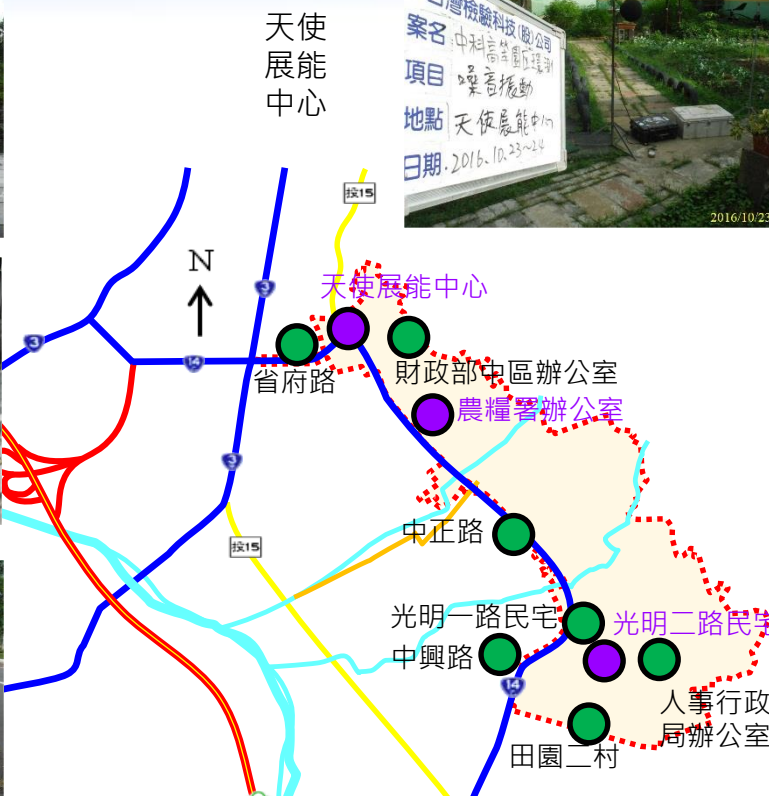 天使
展能
中心
台灣檢驗科技(股)公司
案名 中科高等園區環測
項目 噪音振動
地點 天使展能中心
日期 2016.10.23~24
2016/10/23
投15
N
3
天使展能中心
3
14
省府路
財政部中區辦公室
農糧署辦公室
3
中正路
投15
光明一路民宅
光明二路民宅
中興路
14
人事行政
局辦公室
田園二村